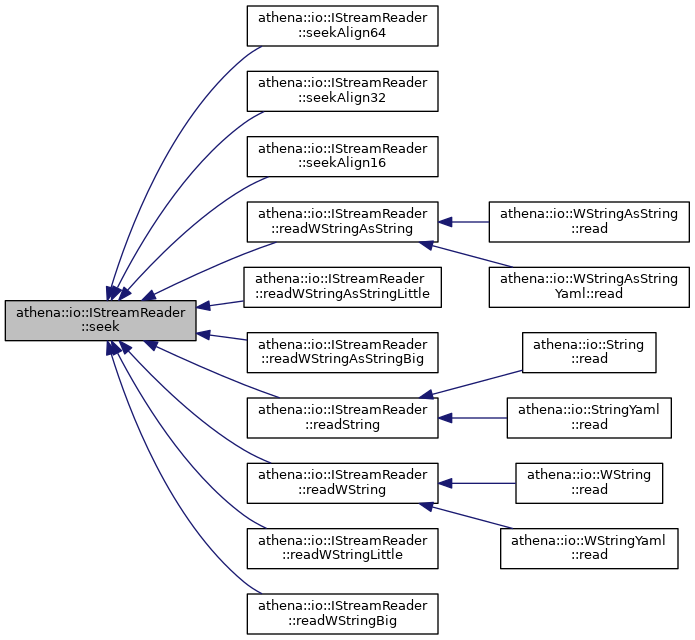 athena::io::IStreamReader
::seekAlign64
athena::io::IStreamReader
::seekAlign32
athena::io::IStreamReader
::seekAlign16
athena::io::IStreamReader
::readWStringAsString
athena::io::WStringAsString
::read
athena::io::WStringAsString
Yaml::read
athena::io::IStreamReader
::readWStringAsStringLittle
athena::io::IStreamReader
::seek
athena::io::IStreamReader
::readWStringAsStringBig
athena::io::String
::read
athena::io::IStreamReader
::readString
athena::io::StringYaml
::read
athena::io::IStreamReader
::readWString
athena::io::WString
::read
athena::io::IStreamReader
::readWStringLittle
athena::io::WStringYaml
::read
athena::io::IStreamReader
::readWStringBig